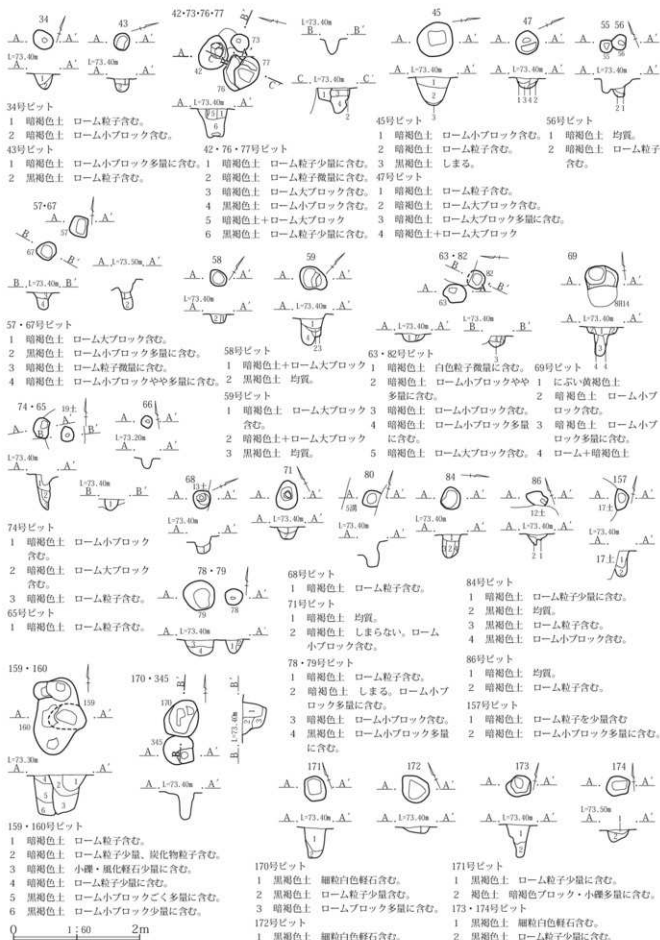 34
43
42・73・76・77
45
47
55 56
34号ピット
1 暗褐色土 ローム粒子含む。
2 暗褐色土 ローム小ブロック含む。
43号ピット
1 暗褐色土 ローム小ブロック多量に含む。
2 黒褐色土 ローム粒子含む。
42・76・77号ピット
1 暗褐色土 ローム粒子少量に含む。
2 暗褐色土 ローム粒子微量に含む。
3 暗褐色土 ローム大ブロック含む。
4 黒褐色土 ローム小ブロック含む。
5 暗褐色土+ローム大ブロック
6 黒褐色土 ローム粒子少量に含む。
45号ピット
1 暗褐色土 ローム小ブロック含む。
2 暗褐色土 ローム粒子含む。
3 黒褐色土 しまる。
47号ピット
1 暗褐色土 ローム粒子含む。
2 暗褐色土 ローム大ブロック含む。
3 暗褐色土 ローム大ブロック多量に含む。
4 暗褐色土+ローム大ブロック
56号ピット
1 暗褐色土 均質。
2 暗褐色土 ローム粒子
含む。
57・67
58
59
63・82
69
57・67号ピット
1 暗褐色土 ローム大ブロック含む。
2 黒褐色土 ローム小ブロック多量に含む。
3 暗褐色土 ローム粒子微量に含む。
4 暗褐色土 ローム小ブロックやや多量に含む。
58号ピット
1 暗褐色土+ローム大ブロック
2 黒褐色土 均質。
59号ピット
1 暗褐色土 ローム大ブロック
含む。
2 暗褐色土+ローム大ブロック
3 黒褐色土 均質。
63・82号ピット
1 暗褐色土 白色粒子微量に含む。
2 暗褐色土 ローム小ブロックやや
多量に含む。
3 暗褐色土 ローム小ブロック含む。
4 暗褐色土 ローム小ブロック多量
に含む。
5 暗褐色土 ローム大ブロック含む。
69号ピット
1 にぶい黄褐色土
2 暗褐色土 ローム小ブ
ロック含む。
3 暗褐色土 ローム小ブ
ロック多量に含む。
4 ローム+暗褐色土
74・65
66
68
71
80
84
86
157
74号ピット
1 暗褐色土 ローム小ブロック
含む。
2 暗褐色土 ローム大ブロック
含む。
3 暗褐色土 ローム粒子含む。
65号ピット
1 暗褐色土 ローム粒子含む。
78・79
68号ピット
1 暗褐色土 ローム粒子含む。
71号ピット
1 暗褐色土 均質。
2 暗褐色土 しまらない。ローム
小ブロック含む。
78・79号ピット
1 暗褐色土 ローム粒子含む。
2 暗褐色土 しまる。ローム小ブ
ロック多量に含む。
3 暗褐色土 ローム小ブロック含む。
4 黒褐色土 ローム小ブロック多量
に含む。
84号ピット
1 暗褐色土 ローム粒子少量に含む。
2 黒褐色土 均質。
3 黒褐色土 ローム粒子含む。
4 黒褐色土 ローム小ブロック含む。
86号ピット
1 暗褐色土 均質。
2 暗褐色土 ローム粒子含む。
157号ピット
1 暗褐色土 ローム粒子を少量含む
2 暗褐色土 ローム小ブロック多量に含む。
159・160
170・345
171
172
173
174
159・160号ピット
1 暗褐色土 ローム粒子含む。
2 暗褐色土 ローム粒子少量、炭化物粒子含む。
3 暗褐色土 小礫・風化軽石少量に含む。
4 暗褐色土 ローム粒子少量に含む。
5 黒褐色土 ローム小ブロックごく多量に含む。
6 黒褐色土 ローム小ブロック少量に含む。
170号ピット
1 黒褐色土 細粒白色軽石含む。
2 黒褐色土 ローム粒子少量含む。
3 暗褐色土 ロームブロック多量に含む。
172号ピット
1 黒褐色土 細粒白色軽石含む。
171号ピット
1 黒褐色土 ローム粒子少量に含む。
2 褐色土 暗褐色ブロック・小礫多量に含む。
173・174号ピット
1 黒褐色土 細粒白色軽石含む。
2 黒褐色土 ローム粒子少量に含む。
0 1:60 2m